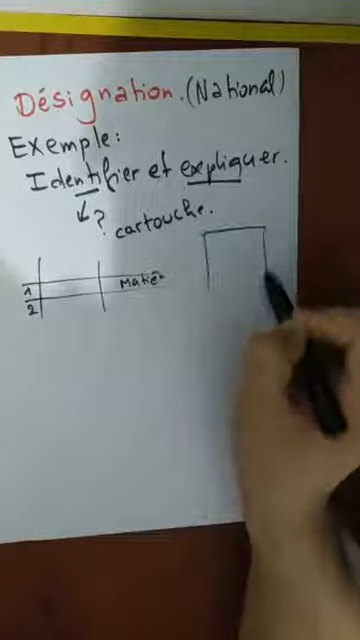 Désignation. (National)
Exemple:
Identifier et expliquer.
↓ ? cartouche.
1 Matiè
2